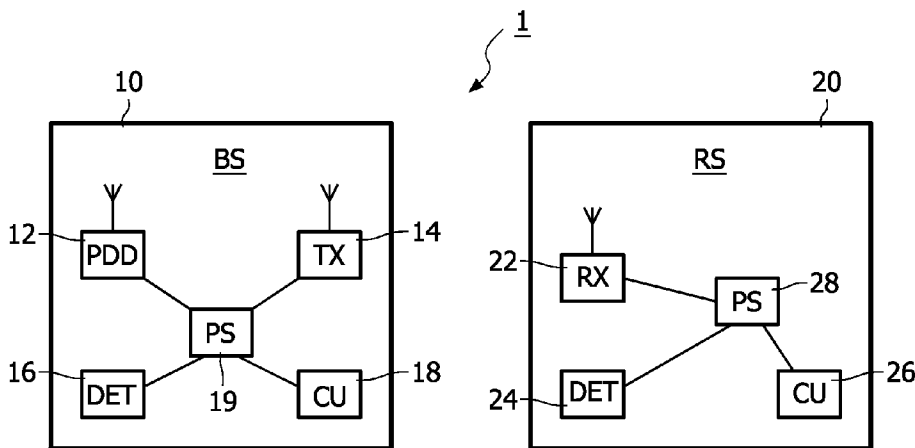 1
10
20
BS
RS
12
PDD
TX
14
22
RX
PS
28
PS
16
DET
19
CU
18
24
DET
CU
26